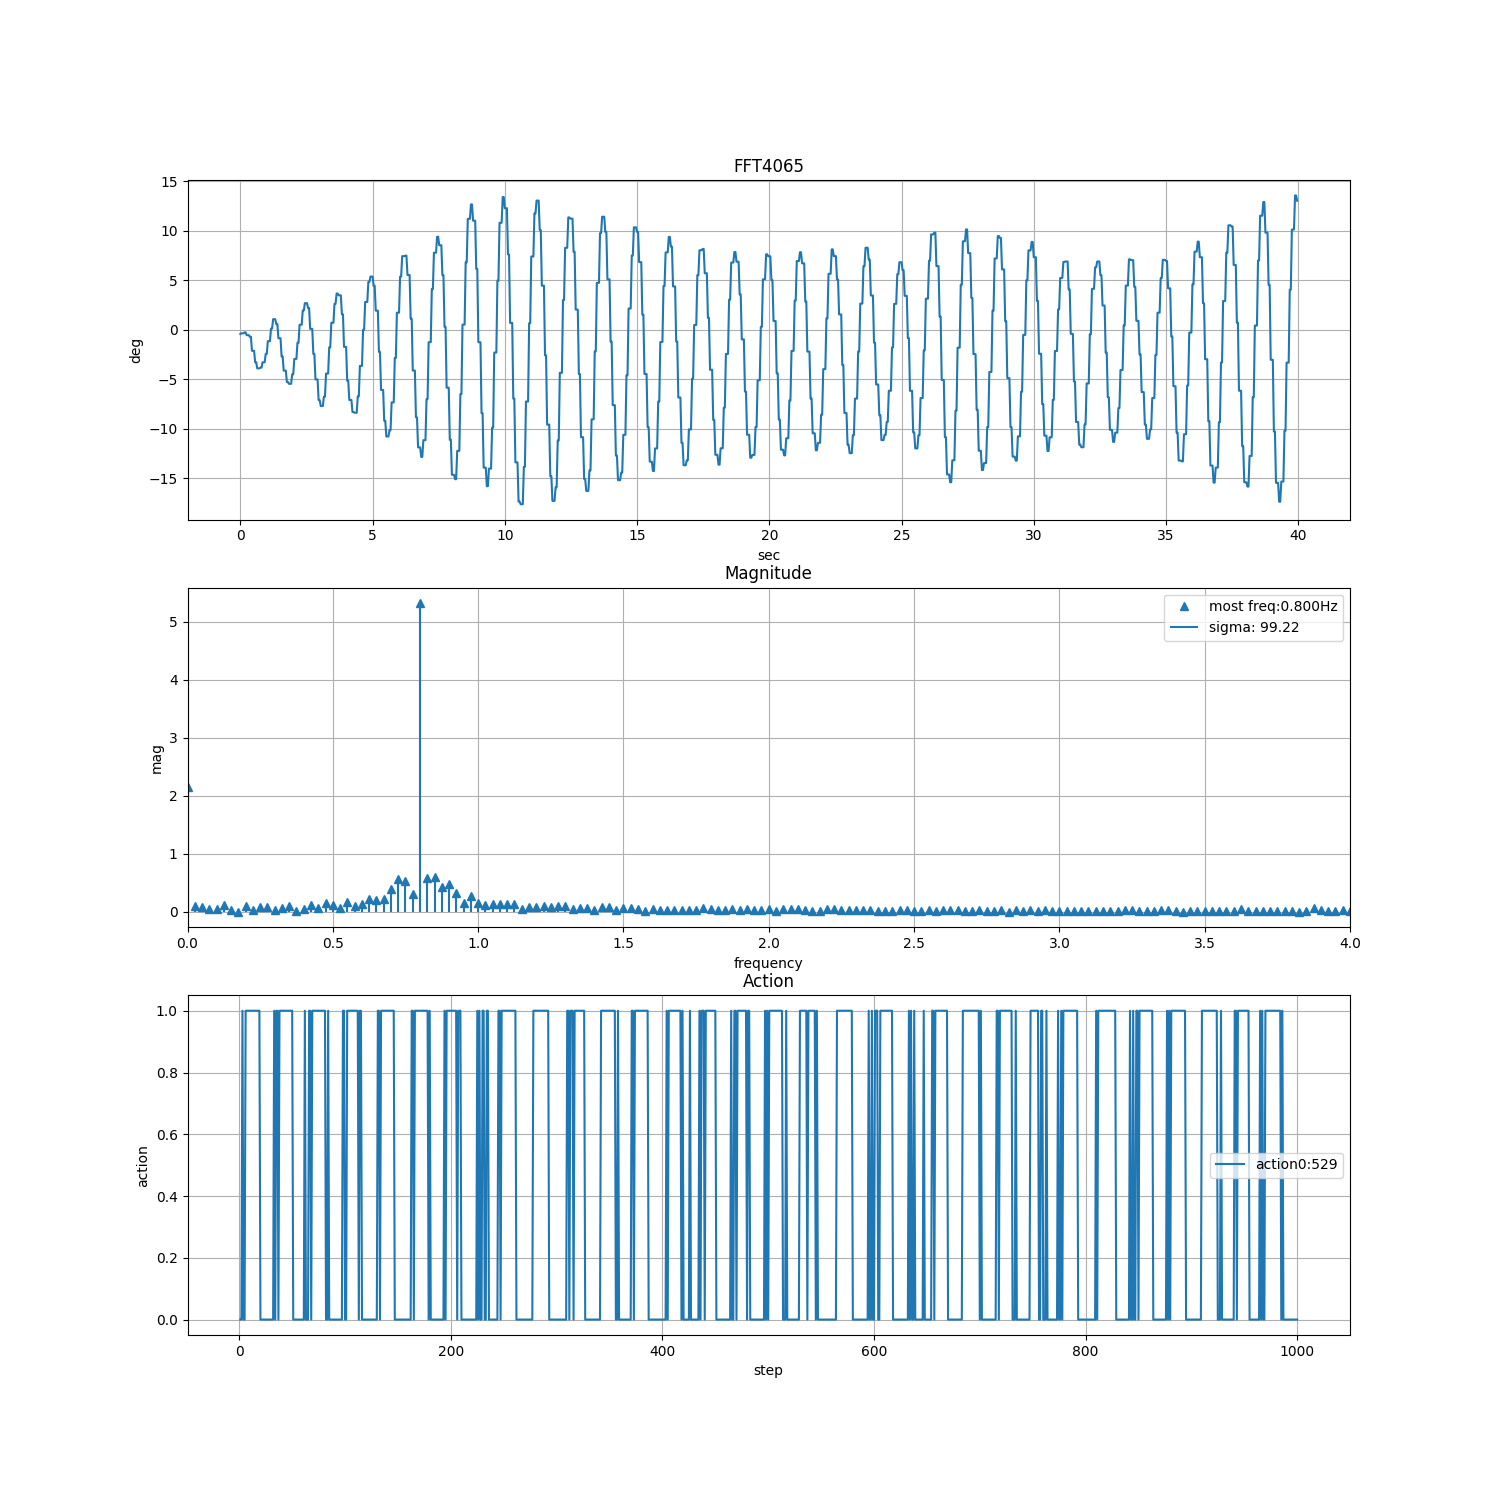 FFT4065
15
10
5
0
−5
−10
−15
deg
0 5 10 15 20 25 30 35 40
sec
Magnitude
most freq:0.800Hz
sigma: 99.22
5
4
3
2
1
0
mag
0.0 0.5 1.0 1.5 2.0 2.5 3.0 3.5 4.0
frequency
Action
1.0
0.8
0.6
0.4
0.2
0.0
action
action0:529
0 200 400 600 800 1000
step